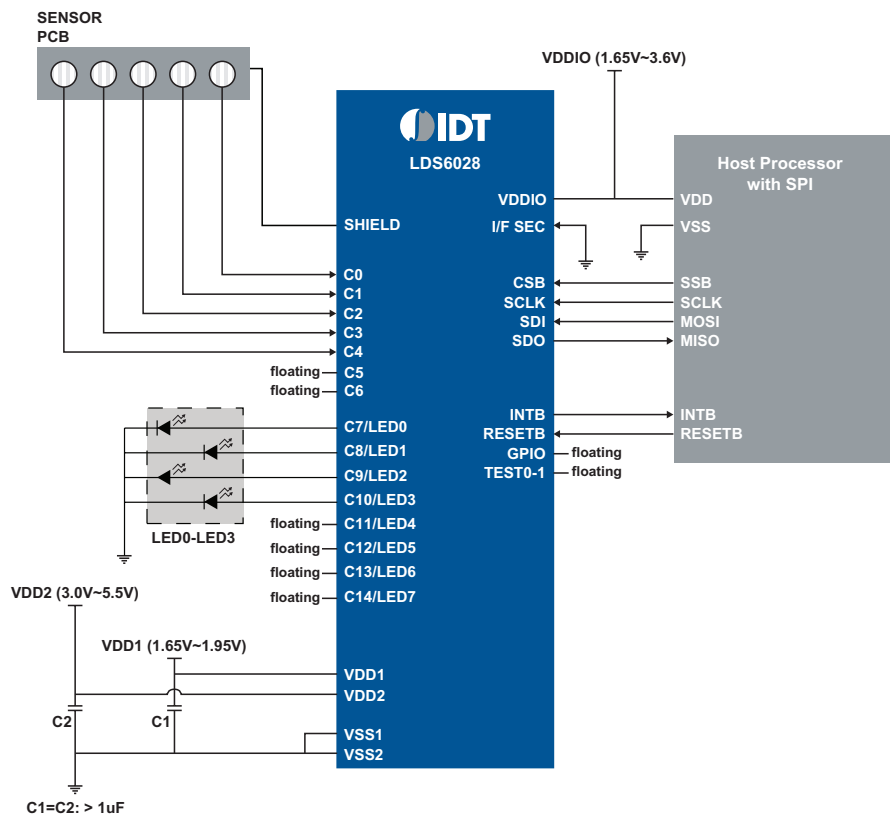 SENSOR
PCB
VDDIO (1.65V~3.6V)
IDT
LDS6028
Host Processor
with SPI
VDDIO
VDD
SHIELD
I/F SEC
VSS
C0
CSB
SSB
C1
SCLK
SCLK
C2
SDI
MOSI
C3
SDO
MISO
C4
floating
C5
floating
C6
INTB
INTB
C7/LED0
RESETB
RESETB
C8/LED1
GPIO
floating
C9/LED2
TEST0-1
floating
C10/LED3
floating
C11/LED4
LED0-LED3
floating
C12/LED5
floating
C13/LED6
VDD2 (3.0V~5.5V)
floating
C14/LED7
VDD1 (1.65V~1.95V)
VDD1
VDD2
C2
C1
VSS1
VSS2
C1=C2: > 1uF